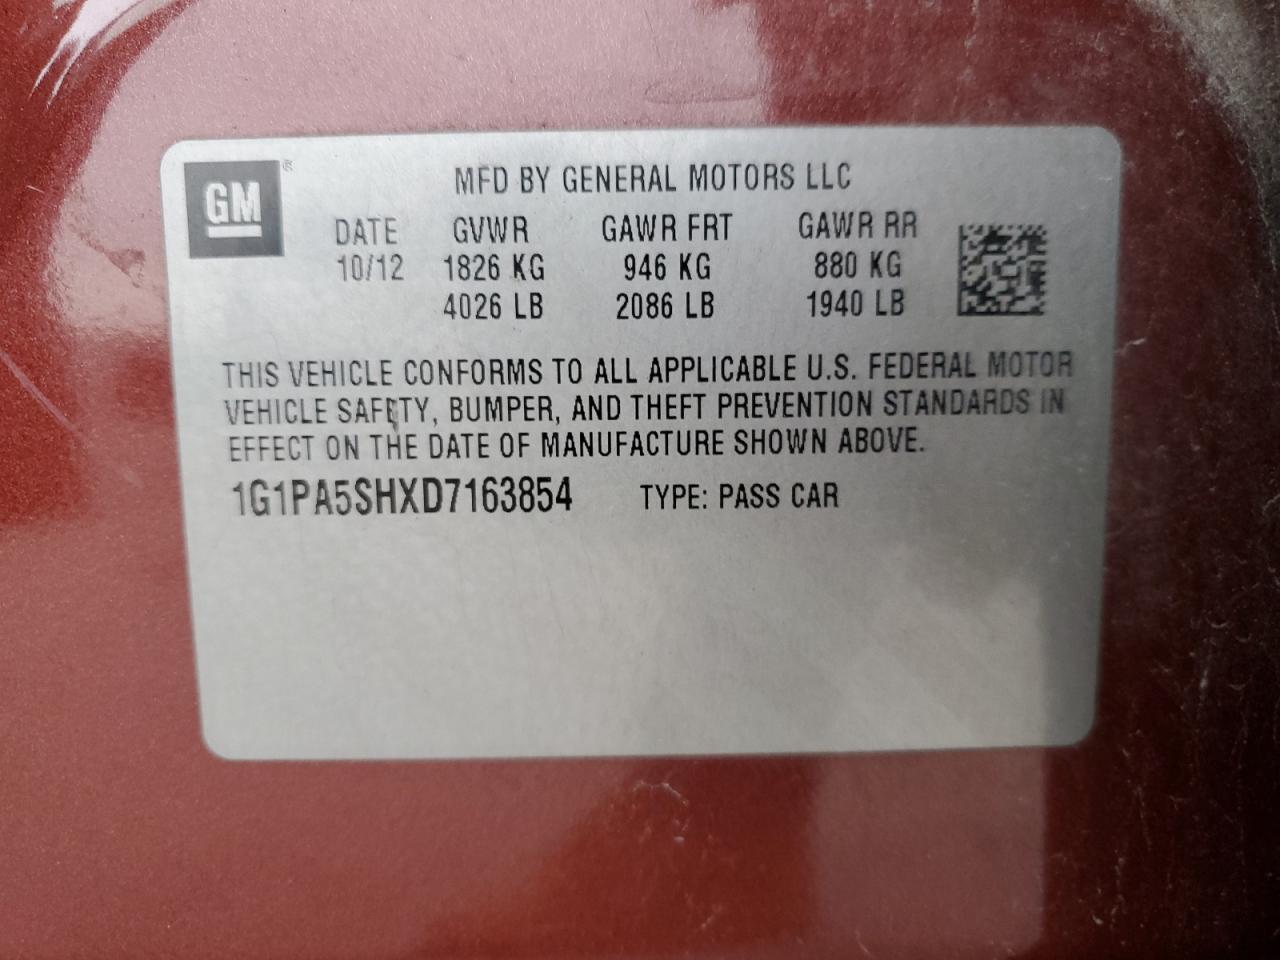 GM ®
MFD BY GENERAL MOTORS LLC
DATE GVWR GAWR FRT GAWR RR
10/12 1826 KG 946 KG 880 KG
4026 LB 2086 LB 1940 LB
THIS VEHICLE CONFORMS TO ALL APPLICABLE U.S. FEDERAL MOTOR
VEHICLE SAFETY, BUMPER, AND THEFT PREVENTION STANDARDS IN
EFFECT ON THE DATE OF MANUFACTURE SHOWN ABOVE.
1G1PA5SHXD7163854 TYPE: PASS CAR